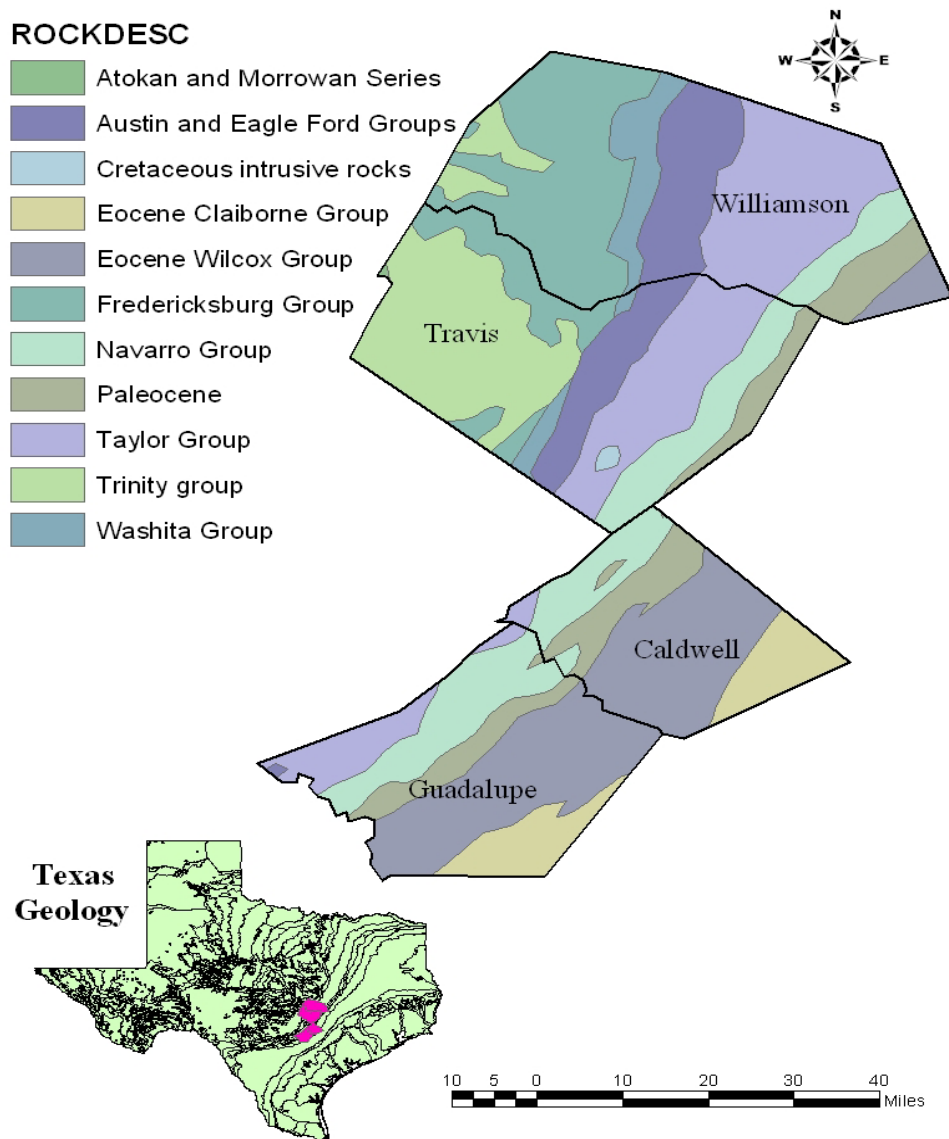 ROCKDESC
Atokan and Morrowan Series
Austin and Eagle Ford Groups
Cretaceous intrusive rocks
Eocene Claiborne Group
Eocene Wilcox Group
Fredericksburg Group
Navarro Group
Paleocene
Taylor Group
Trinity group
Washita Group
N
W E
S
Williamson
Travis
Caldwell
Guadalupe
Texas
Geology
10 5 0 10 20 30 40
Miles